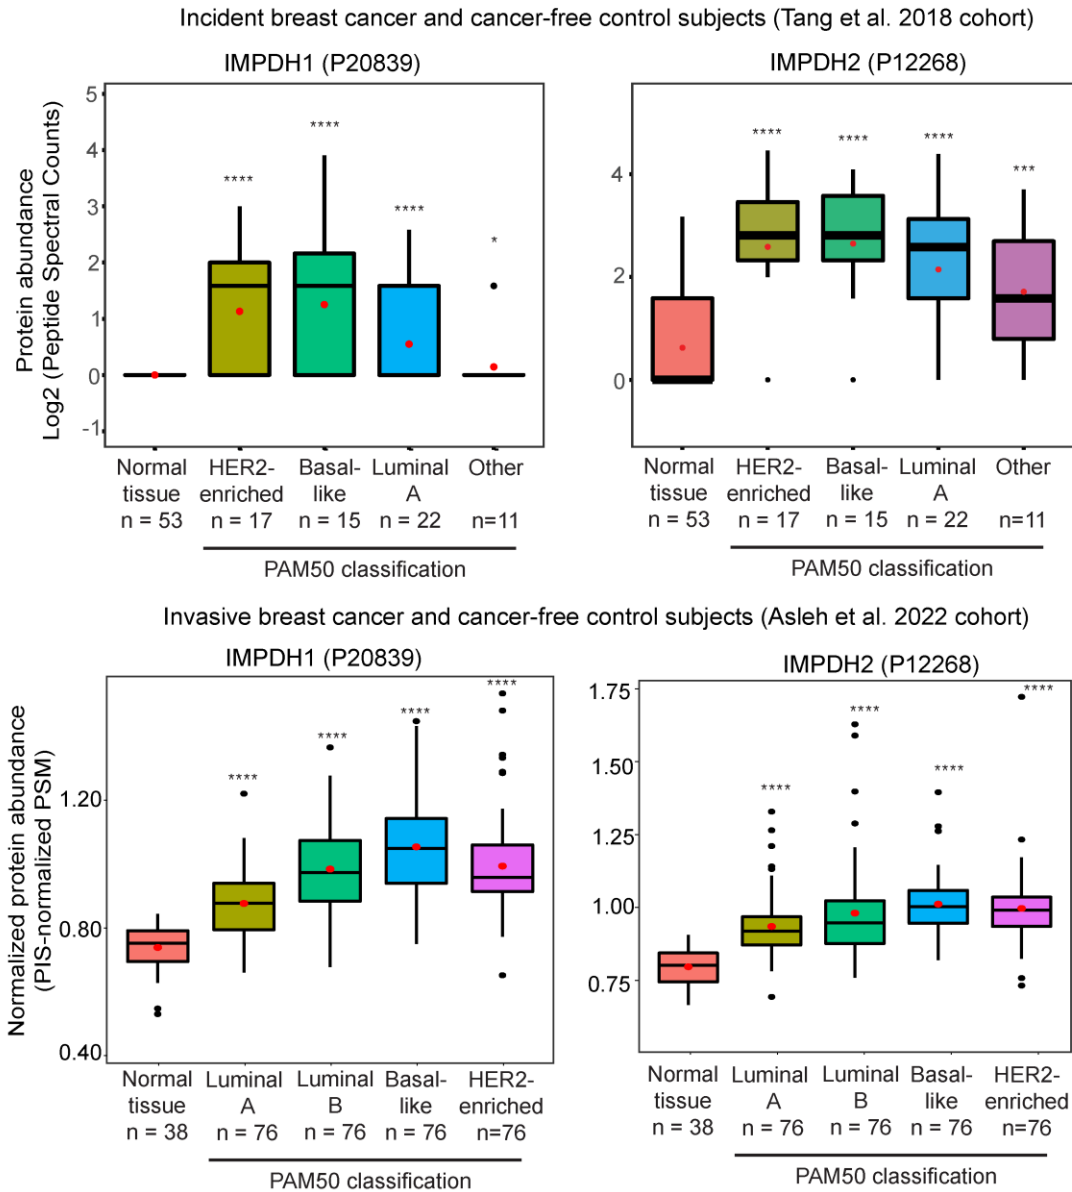 Incident breast cancer and cancer-free control subjects (Tang et al. 2018 cohort)
IMPDH1 (P20839)
IMPDH2 (P12268)
Protein abundance
Log2 (Peptide Spectral Counts)
5
4
3
2
1
0
-1
****
****
****
*
4
2
0
****
****
****
***
Normal tissue n = 53
HER2-enriched n = 17
Basal-like n = 15
Luminal A n = 22
Other n=11
PAM50 classification
Normal tissue n = 53
HER2-enriched n = 17
Basal-like n = 15
Luminal A n = 22
Other n=11
PAM50 classification
Invasive breast cancer and cancer-free control subjects (Asleh et al. 2022 cohort)
IMPDH1 (P20839)
IMPDH2 (P12268)
Normalized protein abundance
(PIS-normalized PSM)
1.20
0.80
0.40
****
****
****
****
1.75
1.50
1.25
1.00
0.75
****
****
****
****
Normal tissue n = 38
Luminal A n = 76
Luminal B n = 76
Basal-like n = 76
HER2-enriched n=76
PAM50 classification
Normal tissue n = 38
Luminal A n = 76
Luminal B n = 76
Basal-like n = 76
HER2-enriched n=76
PAM50 classification